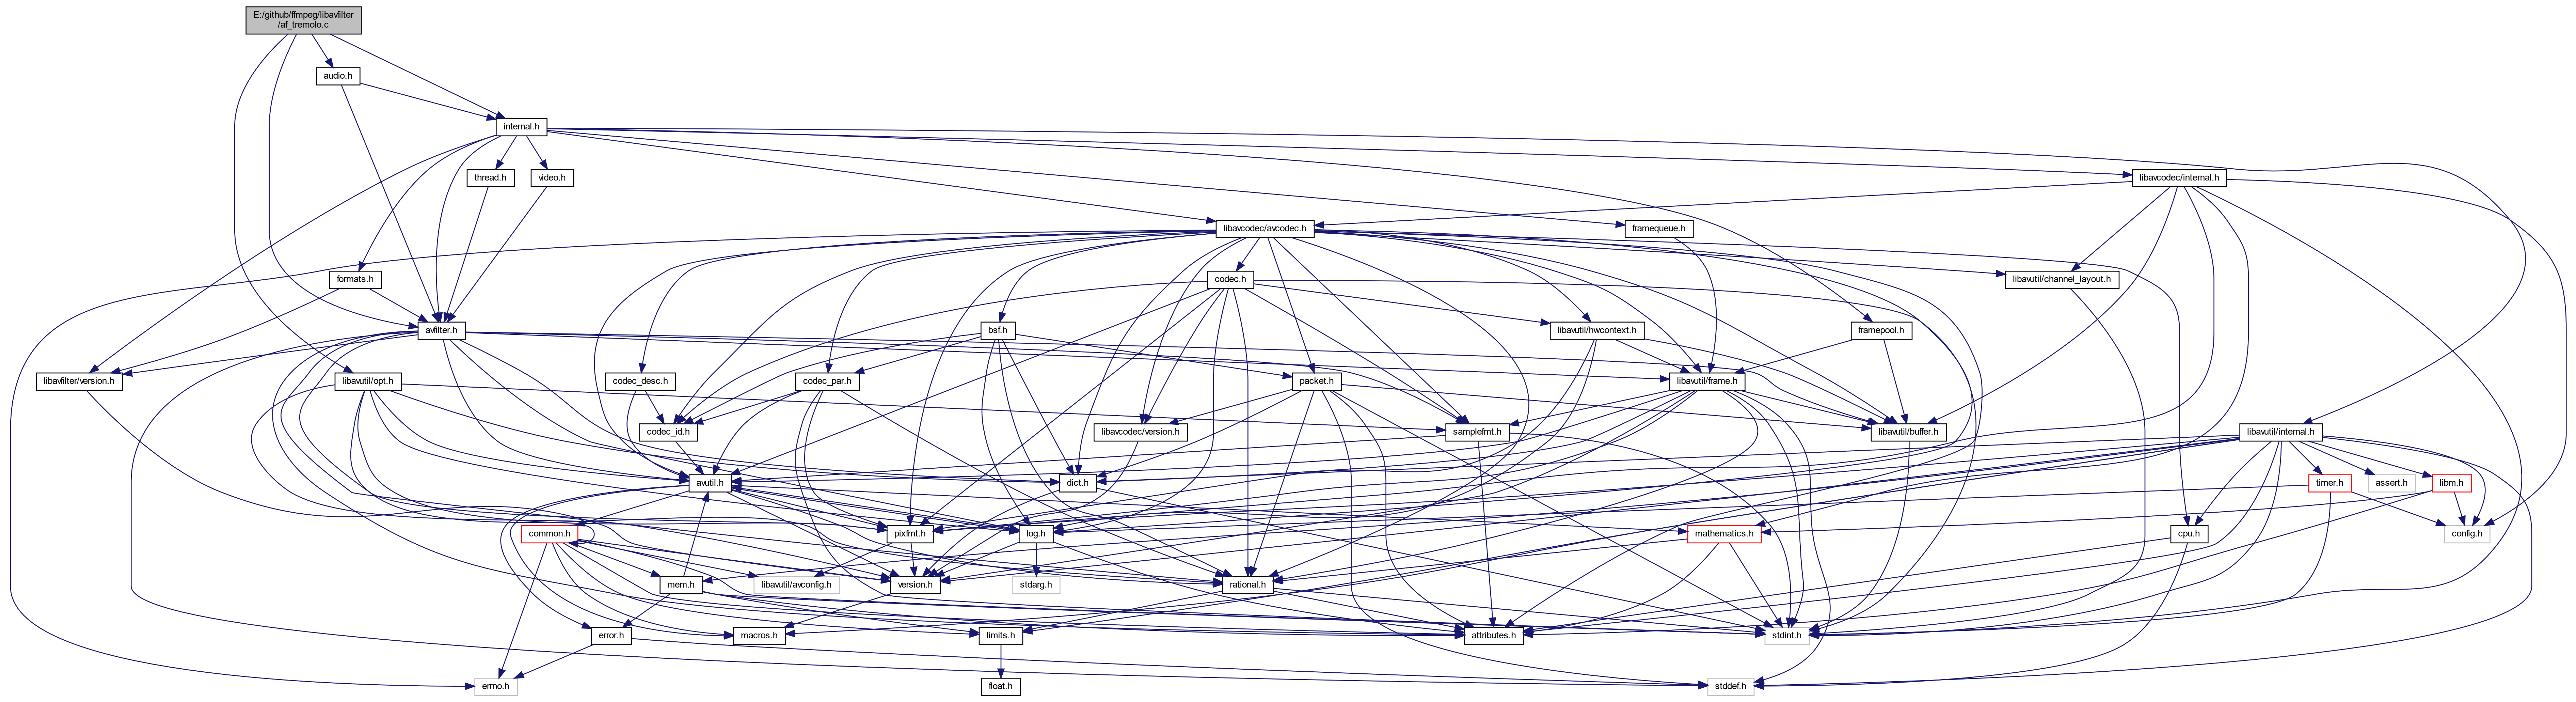 E:/github/ffmpeg/libavfilter
/af_tremolo.c
audio.h
internal.h
thread.h
video.h
libavcodec/internal.h
libavcodec/avcodec.h
framequeue.h
formats.h
codec.h
libavutil/channel_layout.h
avfilter.h
bsf.h
libavutil/hwcontext.h
framepool.h
libavfilter/version.h
libavutil/opt.h
codec_desc.h
codec_par.h
packet.h
libavutil/frame.h
codec_id.h
libavcodec/version.h
samplefmt.h
libavutil/buffer.h
libavutil/internal.h
avutil.h
dict.h
timer.h
assert.h
libm.h
common.h
pixfmt.h
log.h
mathematics.h
cpu.h
config.h
mem.h
libavutil/avconfig.h
version.h
stdarg.h
rational.h
error.h
macros.h
limits.h
attributes.h
stdint.h
errno.h
float.h
stddef.h